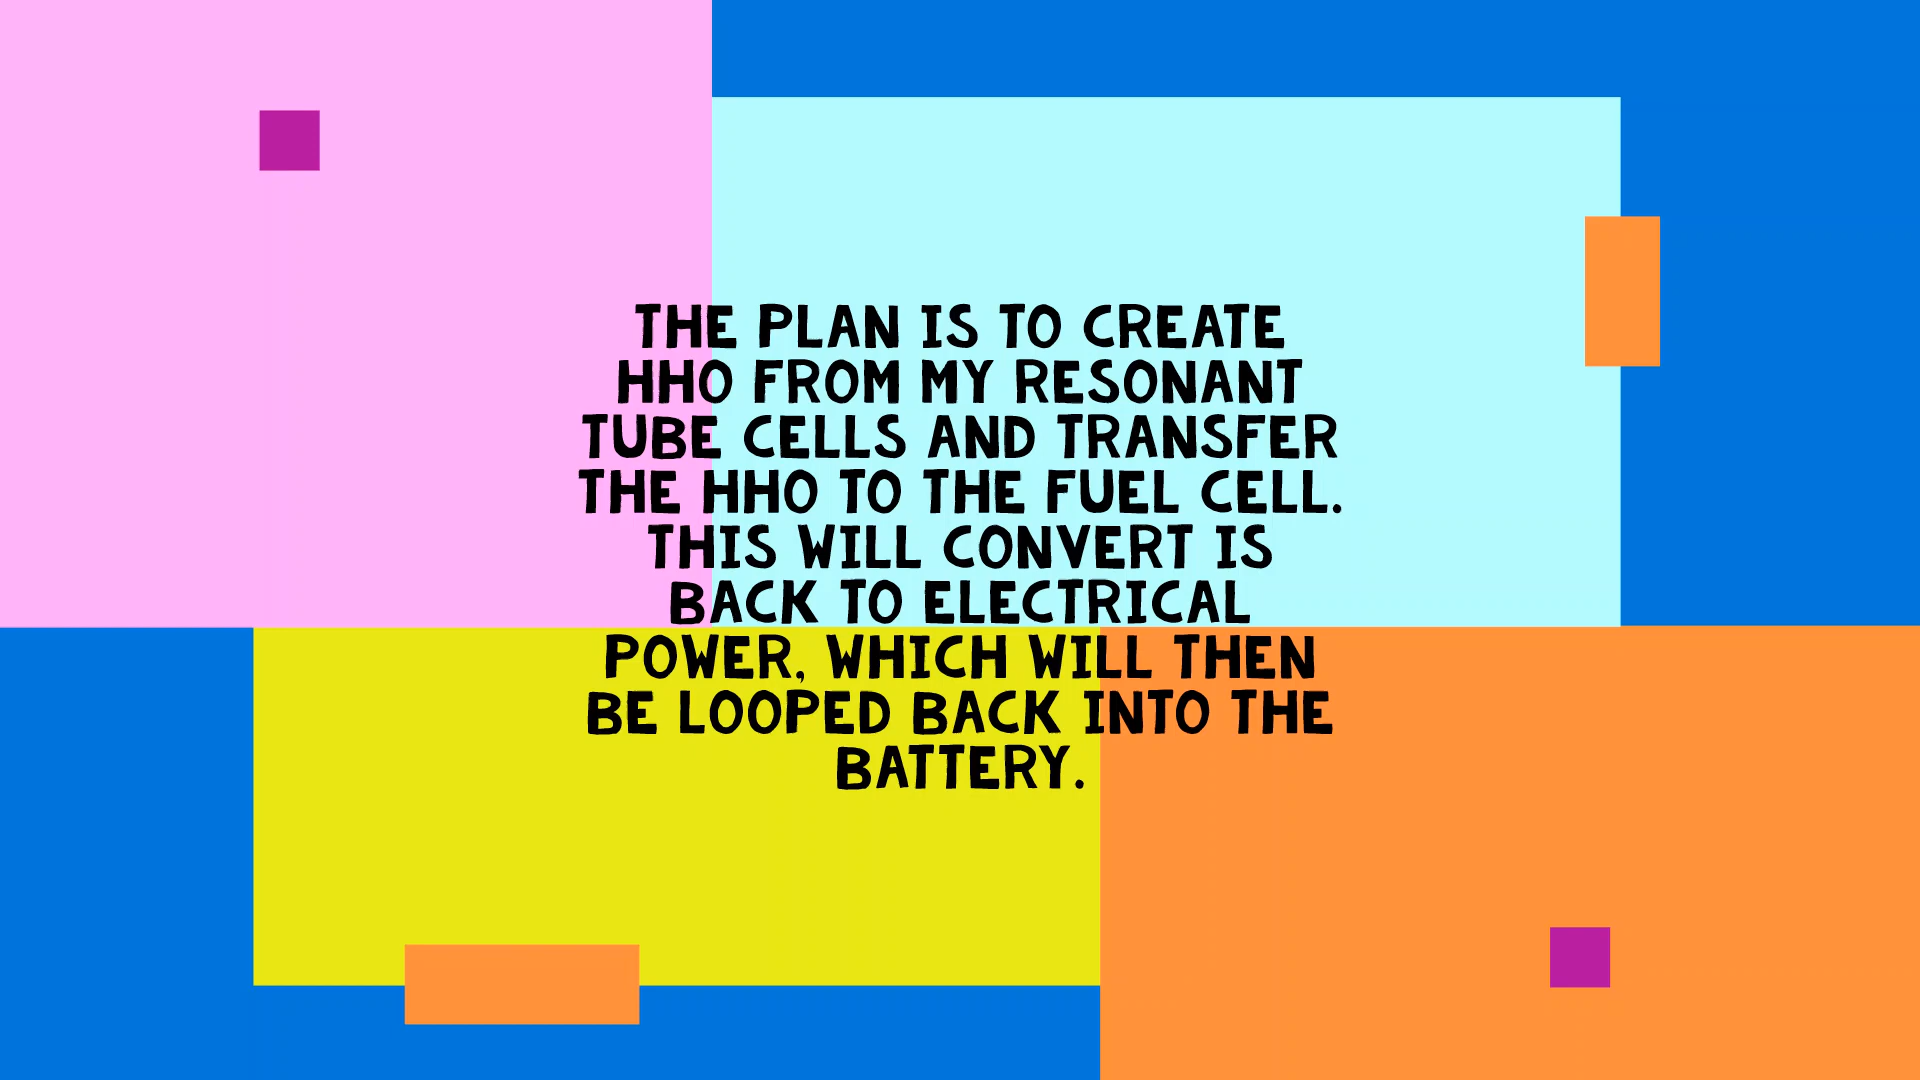 THE PLAN IS TO CREATE
HHO FROM MY RESONANT
TUBE CELLS AND TRANSFER
THE HHO TO THE FUEL CELL.
THIS WILL CONVERT IS
BACK TO ELECTRICAL
POWER, WHICH WILL THEN
BE LOOPED BACK INTO THE
BATTERY.